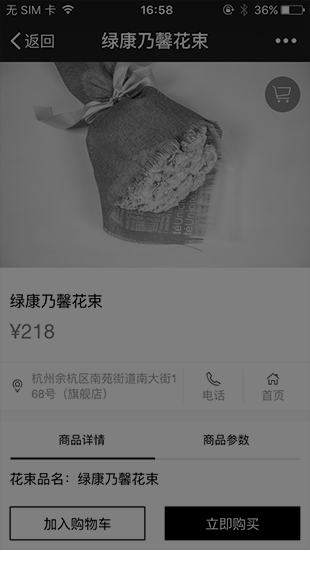 无 SIM 卡 16:58 36%
返回 绿康乃馨花束
绿康乃馨花束
¥218
杭州余杭区南苑街道南大街1
68号（旗舰店）
电话 首页
商品详情 商品参数
花束品名：绿康乃馨花束
加入购物车 立即购买